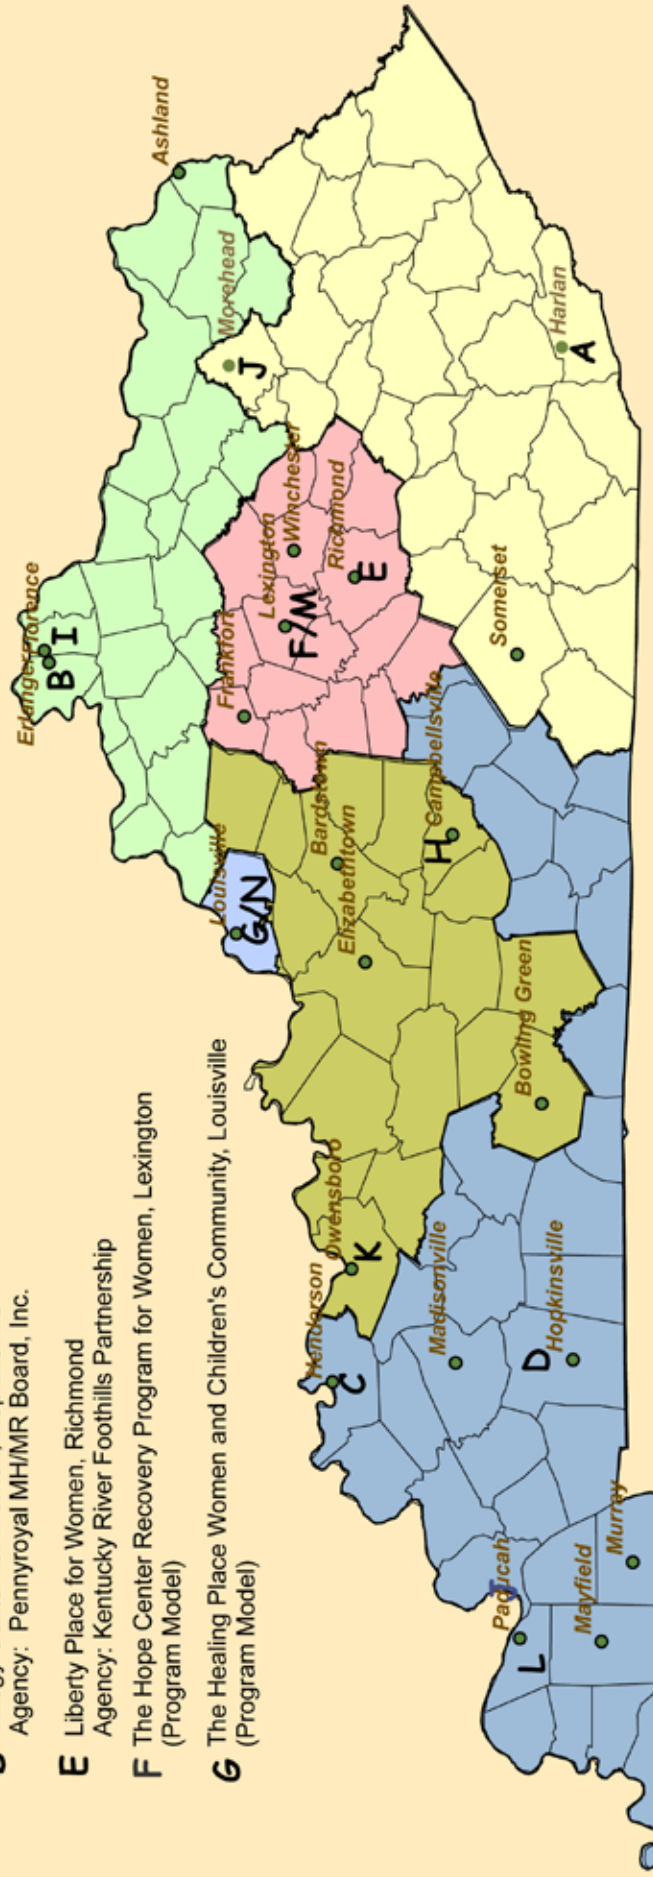 Agency: Pennyroyal MH/MR Board, Inc.
E Liberty Place for Women, Richmond
Agency: Kentucky River Foothills Partnership
F The Hope Center Recovery Program for Women, Lexington
(Program Model)
G The Healing Place Women and Children's Community, Louisville
(Program Model)
Erlanger
Florence
B
I
Ashland
Morehead
J
Louisville
G/N
Frankfort
Lexington
F/M
Winchester
Richmond
E
Bardstown
Elizabethtown
Campbellsville
H
Owensboro
K
Henderson
C
Madisonville
Bowling Green
Somerset
Harlan
A
D
Hopkinsville
Paducah
L
Mayfield
Murray